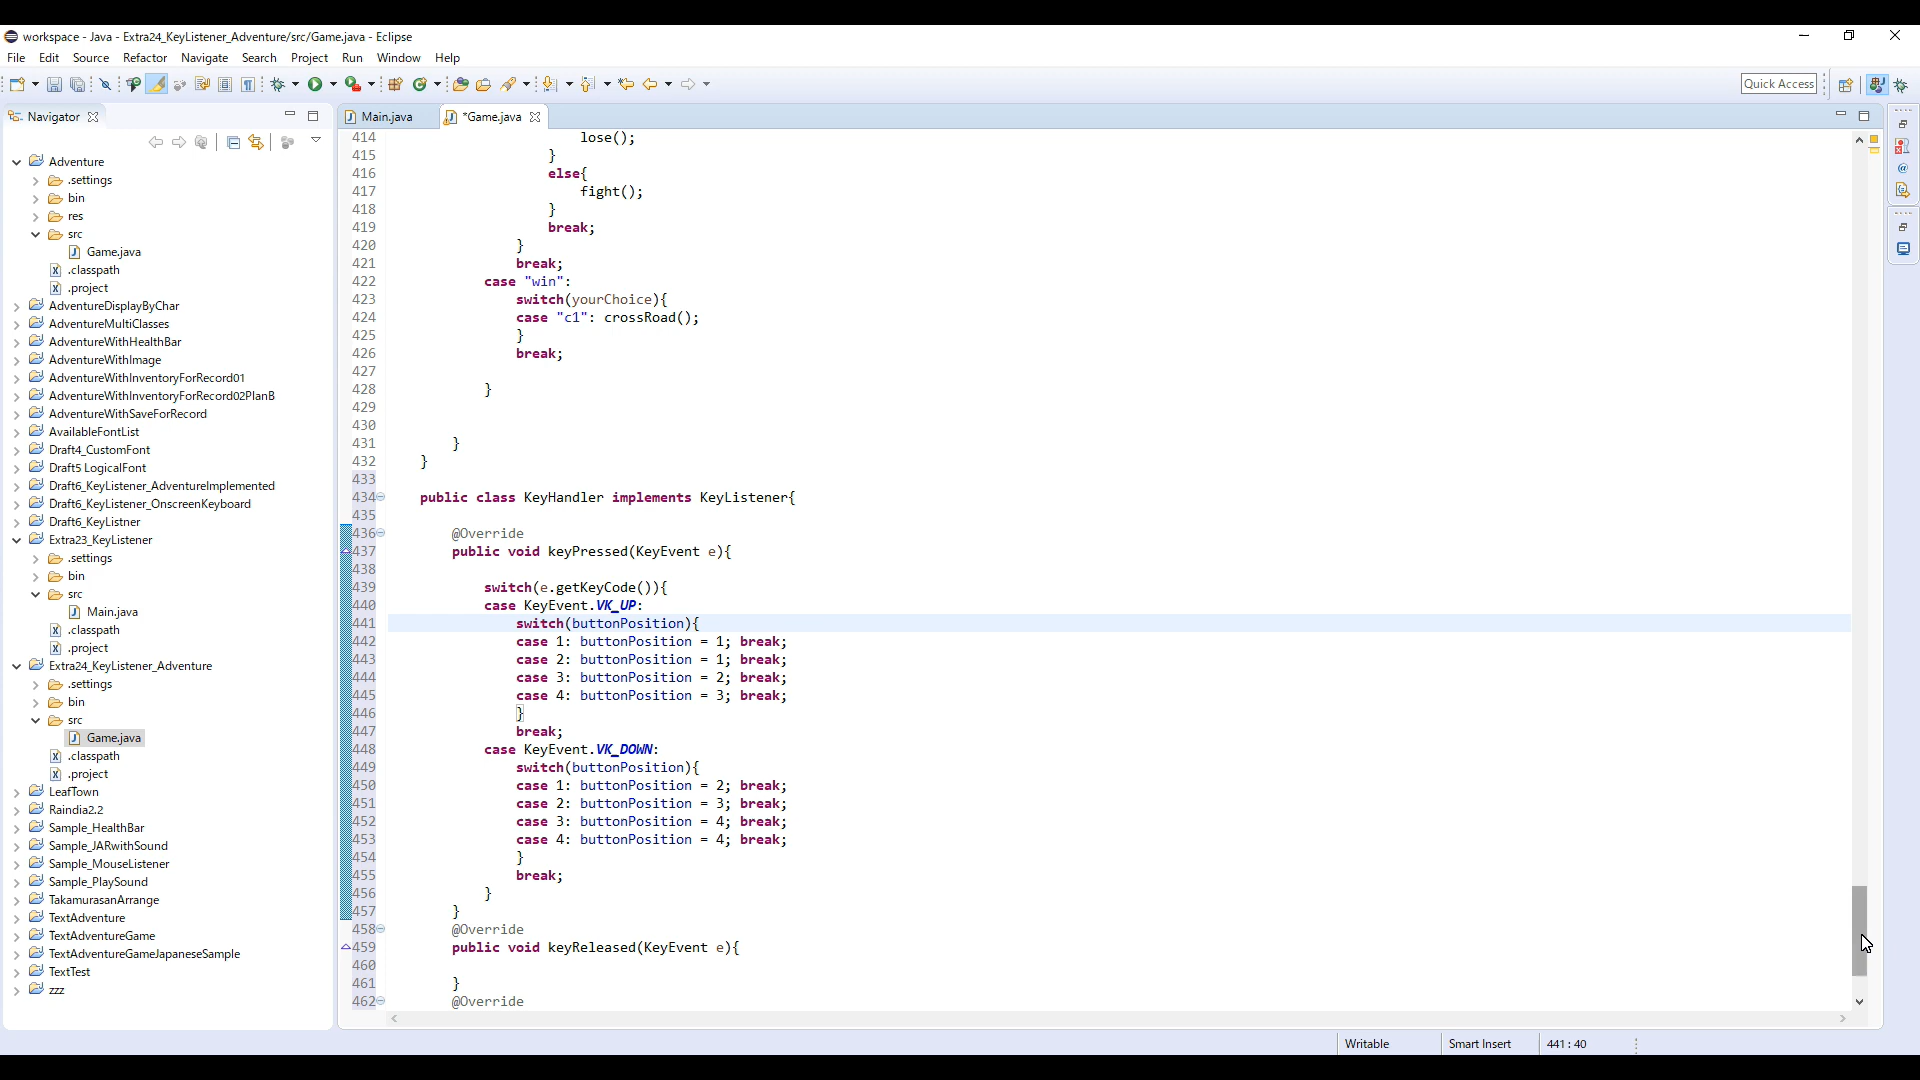 workspace - Java - Extra24_KeyListener_Adventure/src/Game.java - Eclipse
File Edit Source Refactor Navigate Search Project Run Window Help
Quick Access
Navigator
Main.java
*Game.java
Adventure
.settings
bin
res
src
Game.java
.classpath
.project
AdventureDisplayByChar
AdventureMultiClasses
AdventureWithHealthBar
AdventureWithImage
AdventureWithInventoryForRecord01
AdventureWithInventoryForRecord02PlanB
AdventureWithSaveForRecord
AvailableFontList
Draft4_CustomFont
Draft5 LogicalFont
Draft6_KeyListener_AdventureImplemented
Draft6_KeyListener_OnscreenKeyboard
Draft6_KeyListner
Extra23_KeyListener
.settings
bin
src
Main.java
.classpath
.project
Extra24_KeyListener_Adventure
.settings
bin
src
Game.java
.classpath
.project
LeafTown
Raindia2.2
Sample_HealthBar
Sample_JARwithSound
Sample_MouseListener
Sample_PlaySound
TakamurasanArrange
TextAdventure
TextAdventureGame
TextAdventureGameJapaneseSample
TextTest
zzz
414 lose();
415 }
416 else{
417 fight();
418 }
419 break;
420 }
421 break;
422 case "win":
423 switch(yourChoice){
424 case "c1": crossRoad();
425 }
426 break;
427
428 }
429
430
431 }
432 }
433
434 public class KeyHandler implements KeyListener{
435
436 @Override
437 public void keyPressed(KeyEvent e){
438
439 switch(e.getKeyCode()){
440 case KeyEvent.VK_UP:
441 switch(buttonPosition){
442 case 1: buttonPosition = 1; break;
443 case 2: buttonPosition = 1; break;
444 case 3: buttonPosition = 2; break;
445 case 4: buttonPosition = 3; break;
446 }
447 break;
448 case KeyEvent.VK_DOWN:
449 switch(buttonPosition){
450 case 1: buttonPosition = 2; break;
451 case 2: buttonPosition = 3; break;
452 case 3: buttonPosition = 4; break;
453 case 4: buttonPosition = 4; break;
454 }
455 break;
456 }
457 }
458 @Override
459 public void keyReleased(KeyEvent e){
460
461 }
462 @Override
Writable Smart Insert 441 : 40